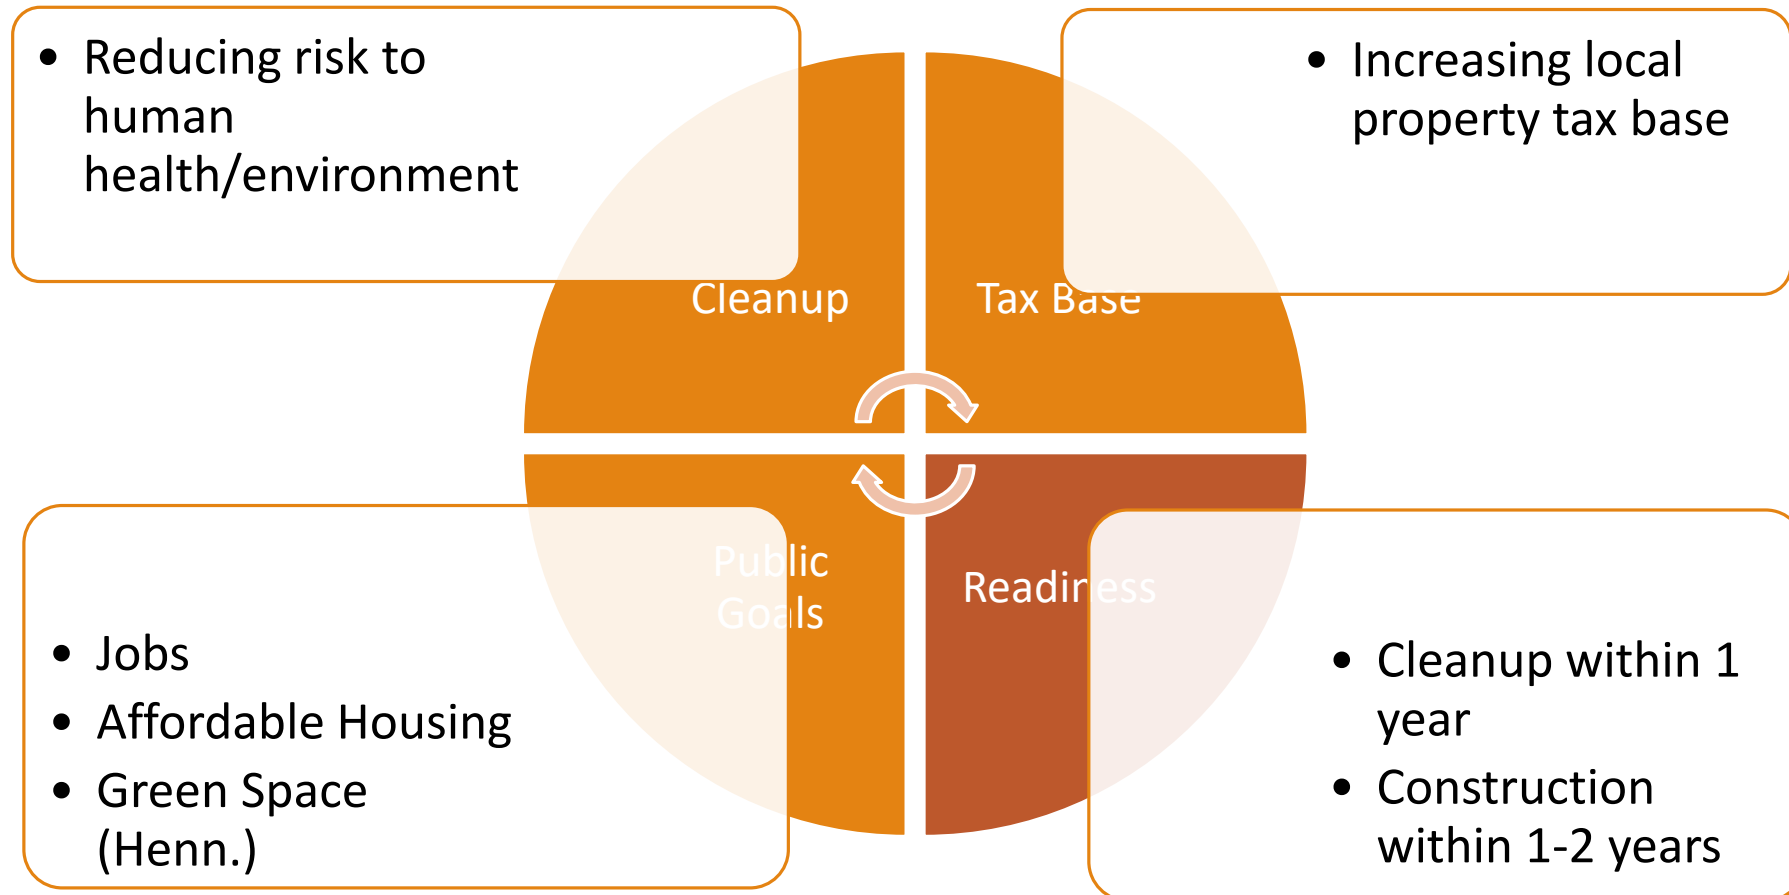 • Reducing risk to
human
health/environment
• Increasing local
property tax base
Cleanup
Tax Base
Public
Goals
Readiness
• Jobs
• Affordable Housing
• Green Space
(Henn.)
• Cleanup within 1
year
• Construction
within 1-2 years